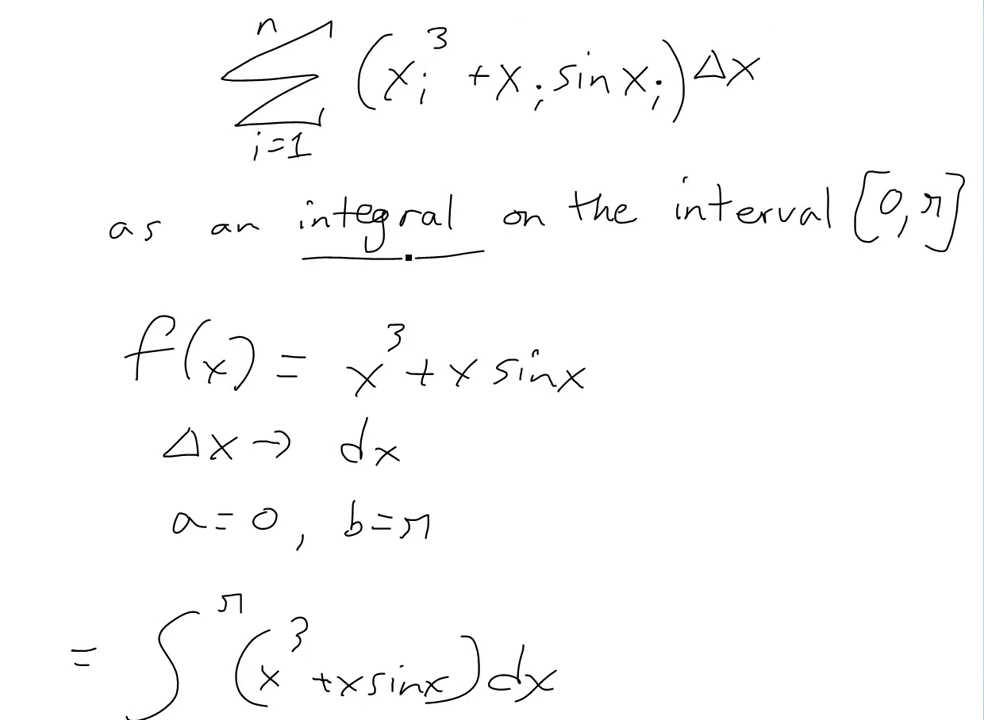 n
∑ (xᵢ³ + xᵢ sin xᵢ) Δx
i=1
as an integral on the interval [0, π]
f(x) = x³ + x sin x
Δx → dx
a = 0, b = π
= ∫^π (x³ + x sin x) dx